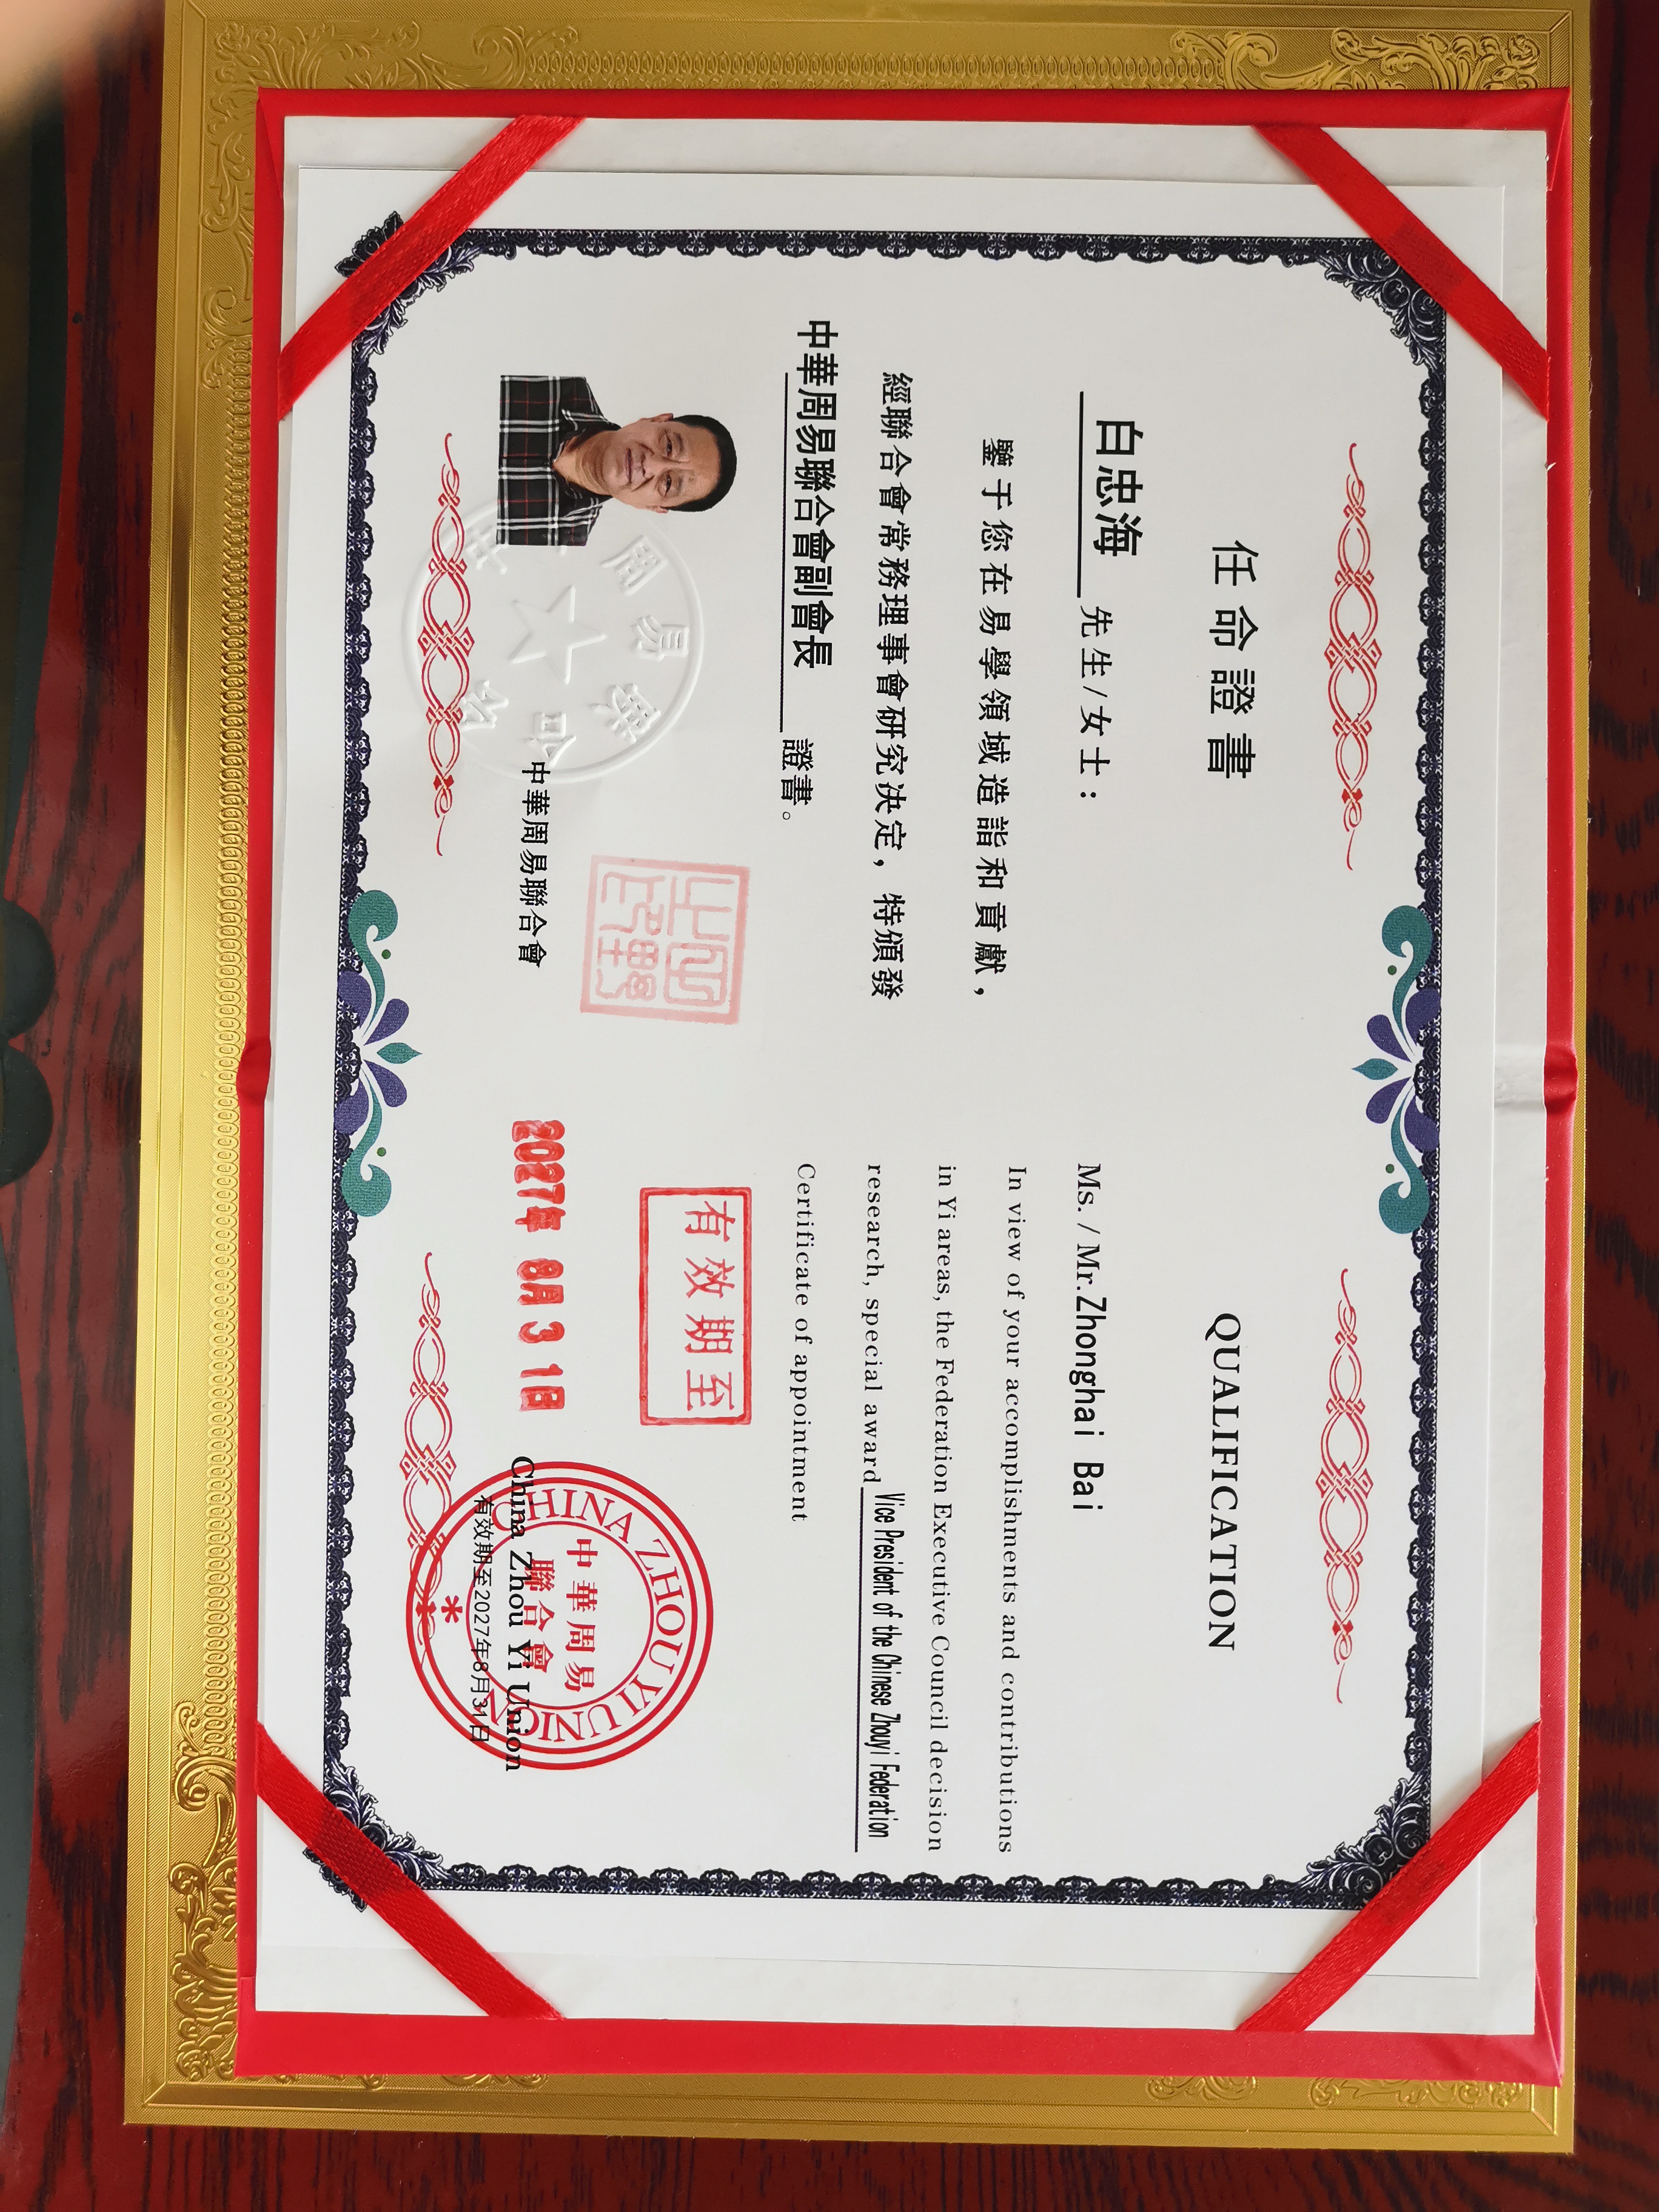 任命證書
白忠海 先生/女士：
鑒于您在易學領域造詣和貢獻，
經聯合會常務理事會研究決定，特頒發
中華周易聯合會副會長 證書。
中華周易聯合會
周易聯合
QUALIFICATION
Ms. / Mr.Zhonghai Bai
In view of your accomplishments and contributions
in Yi areas, the Federation Executive Council decision
research, special award Vice President of the Chinese Zhouyi Federation
Certificate of appointment
有效期至
2027年 8月31日
CHINA ZHOU YI UNION
中華周易
聯合會
China Zhou Yi Union
有效期至2027年8月31日